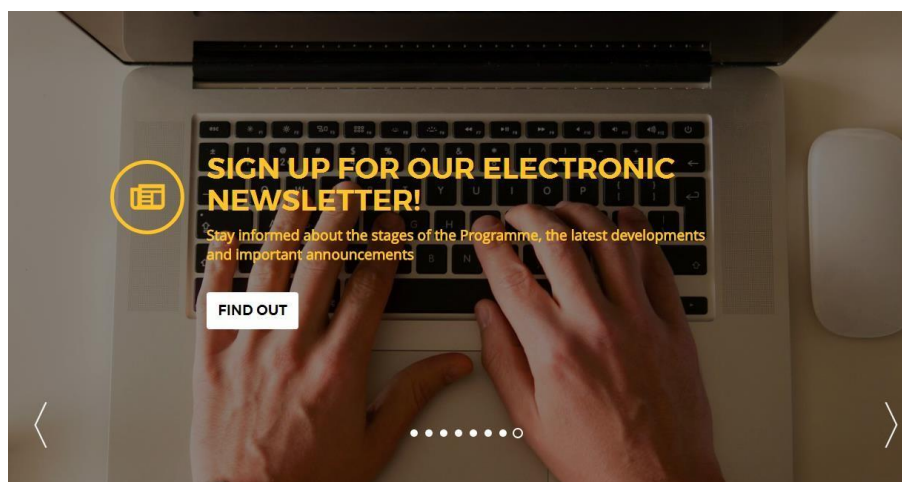 SIGN UP FOR OUR ELECTRONIC
NEWSLETTER!
Stay informed about the stages of the Programme, the latest developments
and important announcements
FIND OUT